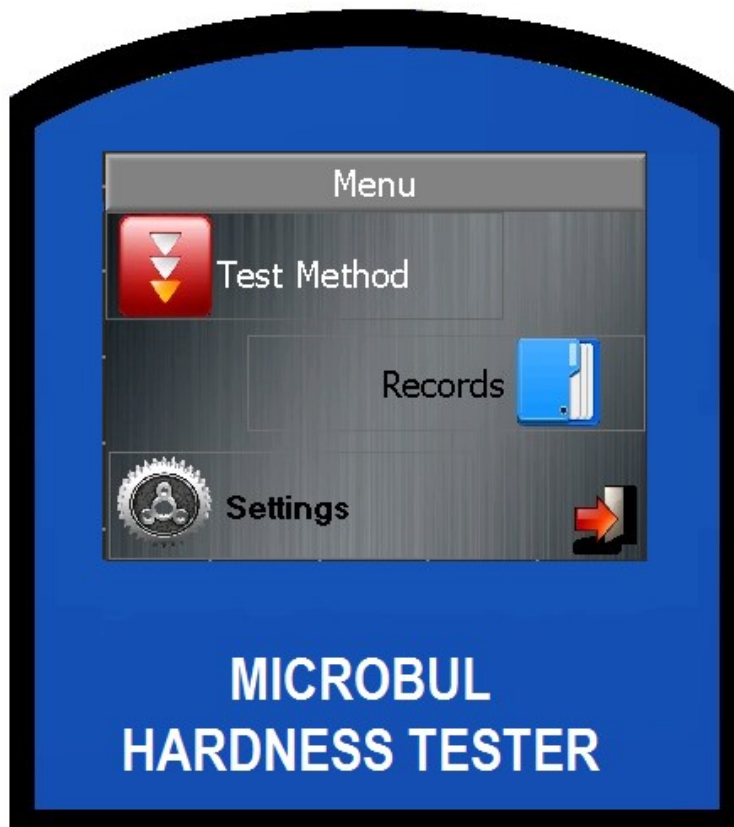 Menu
Test Method
Records
Settings
MICROBUL
HARDNESS TESTER